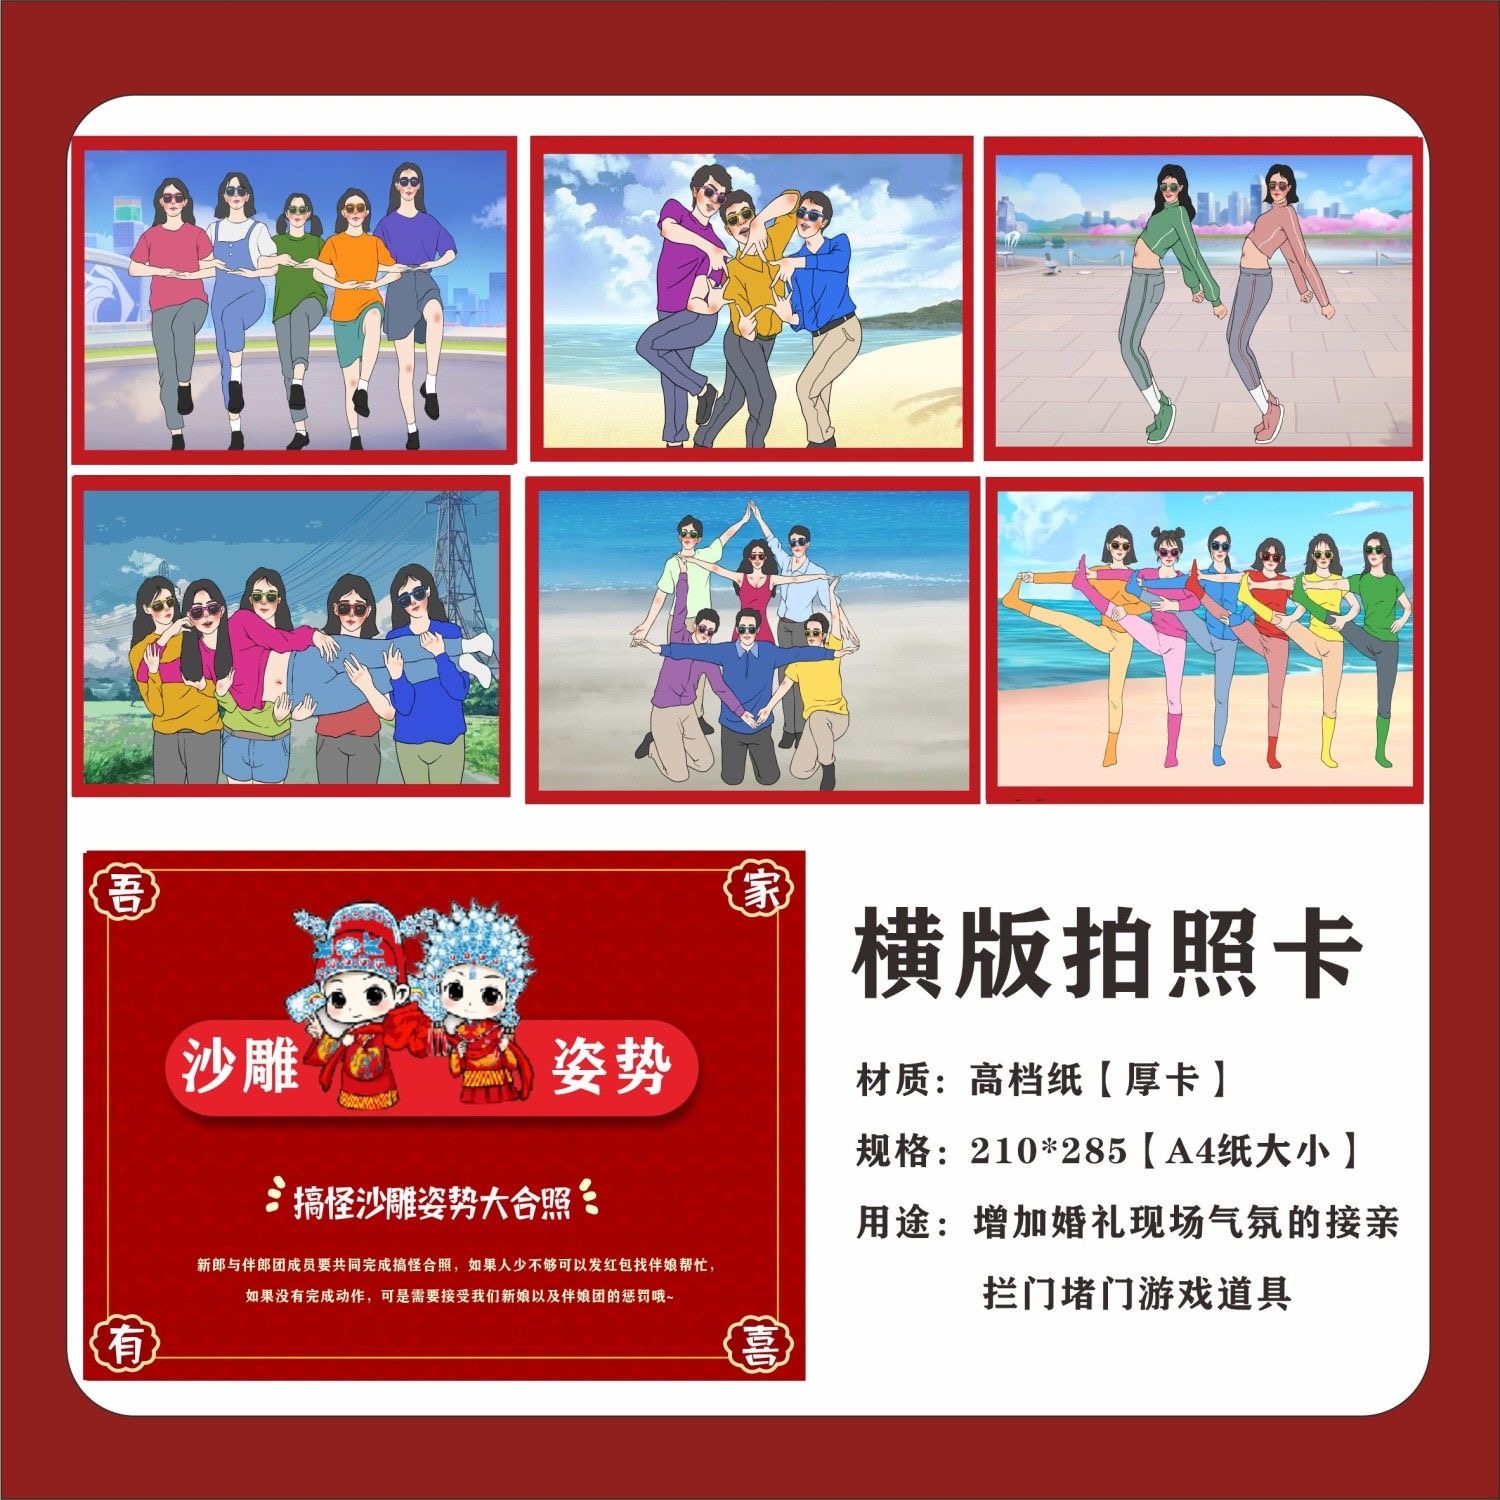 吾
家
沙雕
姿势
搞怪沙雕姿势大合照
新郎与伴郎团成员要共同完成搞怪合照，如果人少不够可以发红包找伴娘帮忙，
如果没有完成动作，可是需要接受我们新娘以及伴娘团的惩罚哦~
有
喜
横版拍照卡
材质：高档纸【厚卡】
规格：210*285【A4纸大小】
用途：增加婚礼现场气氛的接亲
拦门堵门游戏道具